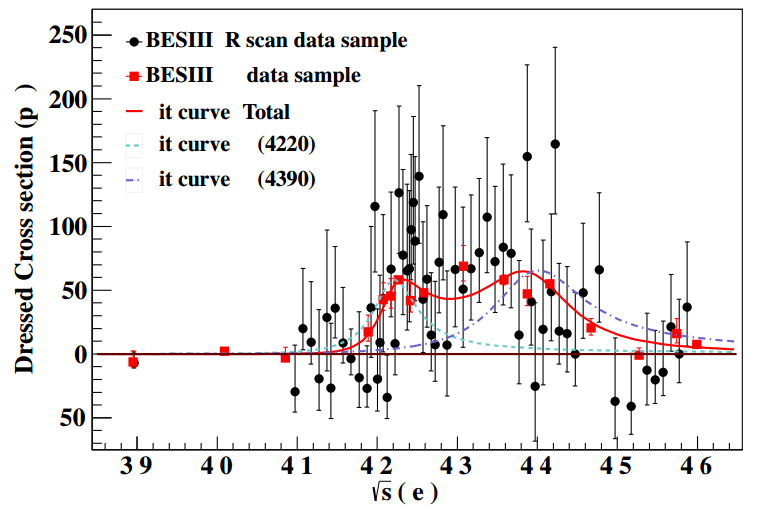 250
200
150
100
50
0
50
Dressed Cross section (p )
BESIII R scan data sample
BESIII data sample
it curve Total
it curve (4220)
it curve (4390)
3 9 4 0 4 1 4 2 4 3 4 4 4 5 4 6
√s ( e )